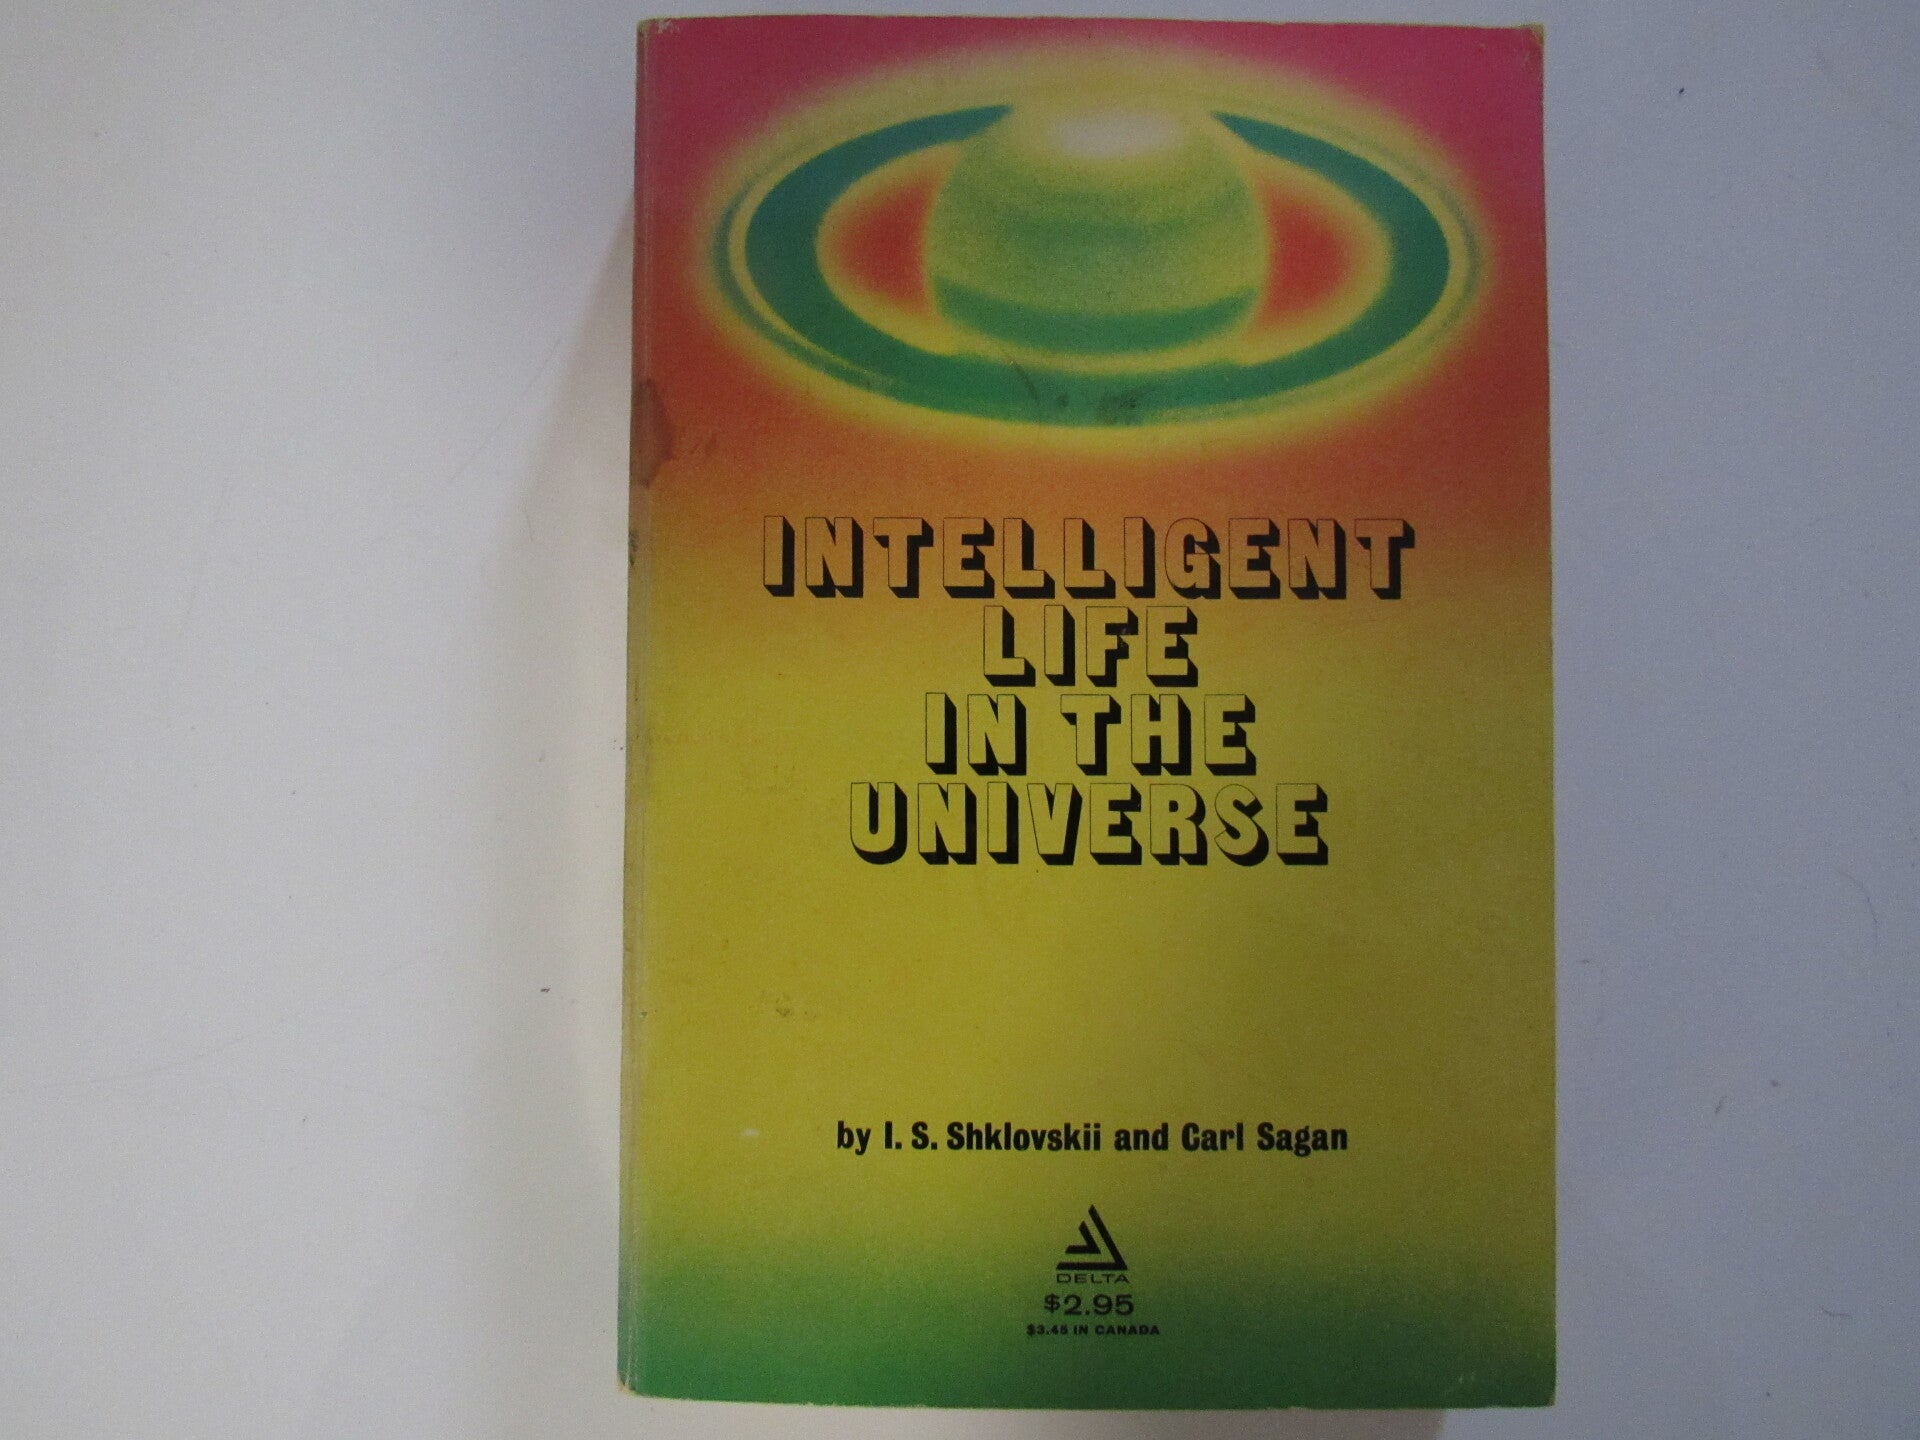 INTELLIGENT
LIFE
IN THE
UNIVERSE
by I. S. Shklovskii and Carl Sagan
DELTA
$2.95
$3.45 IN CANADA